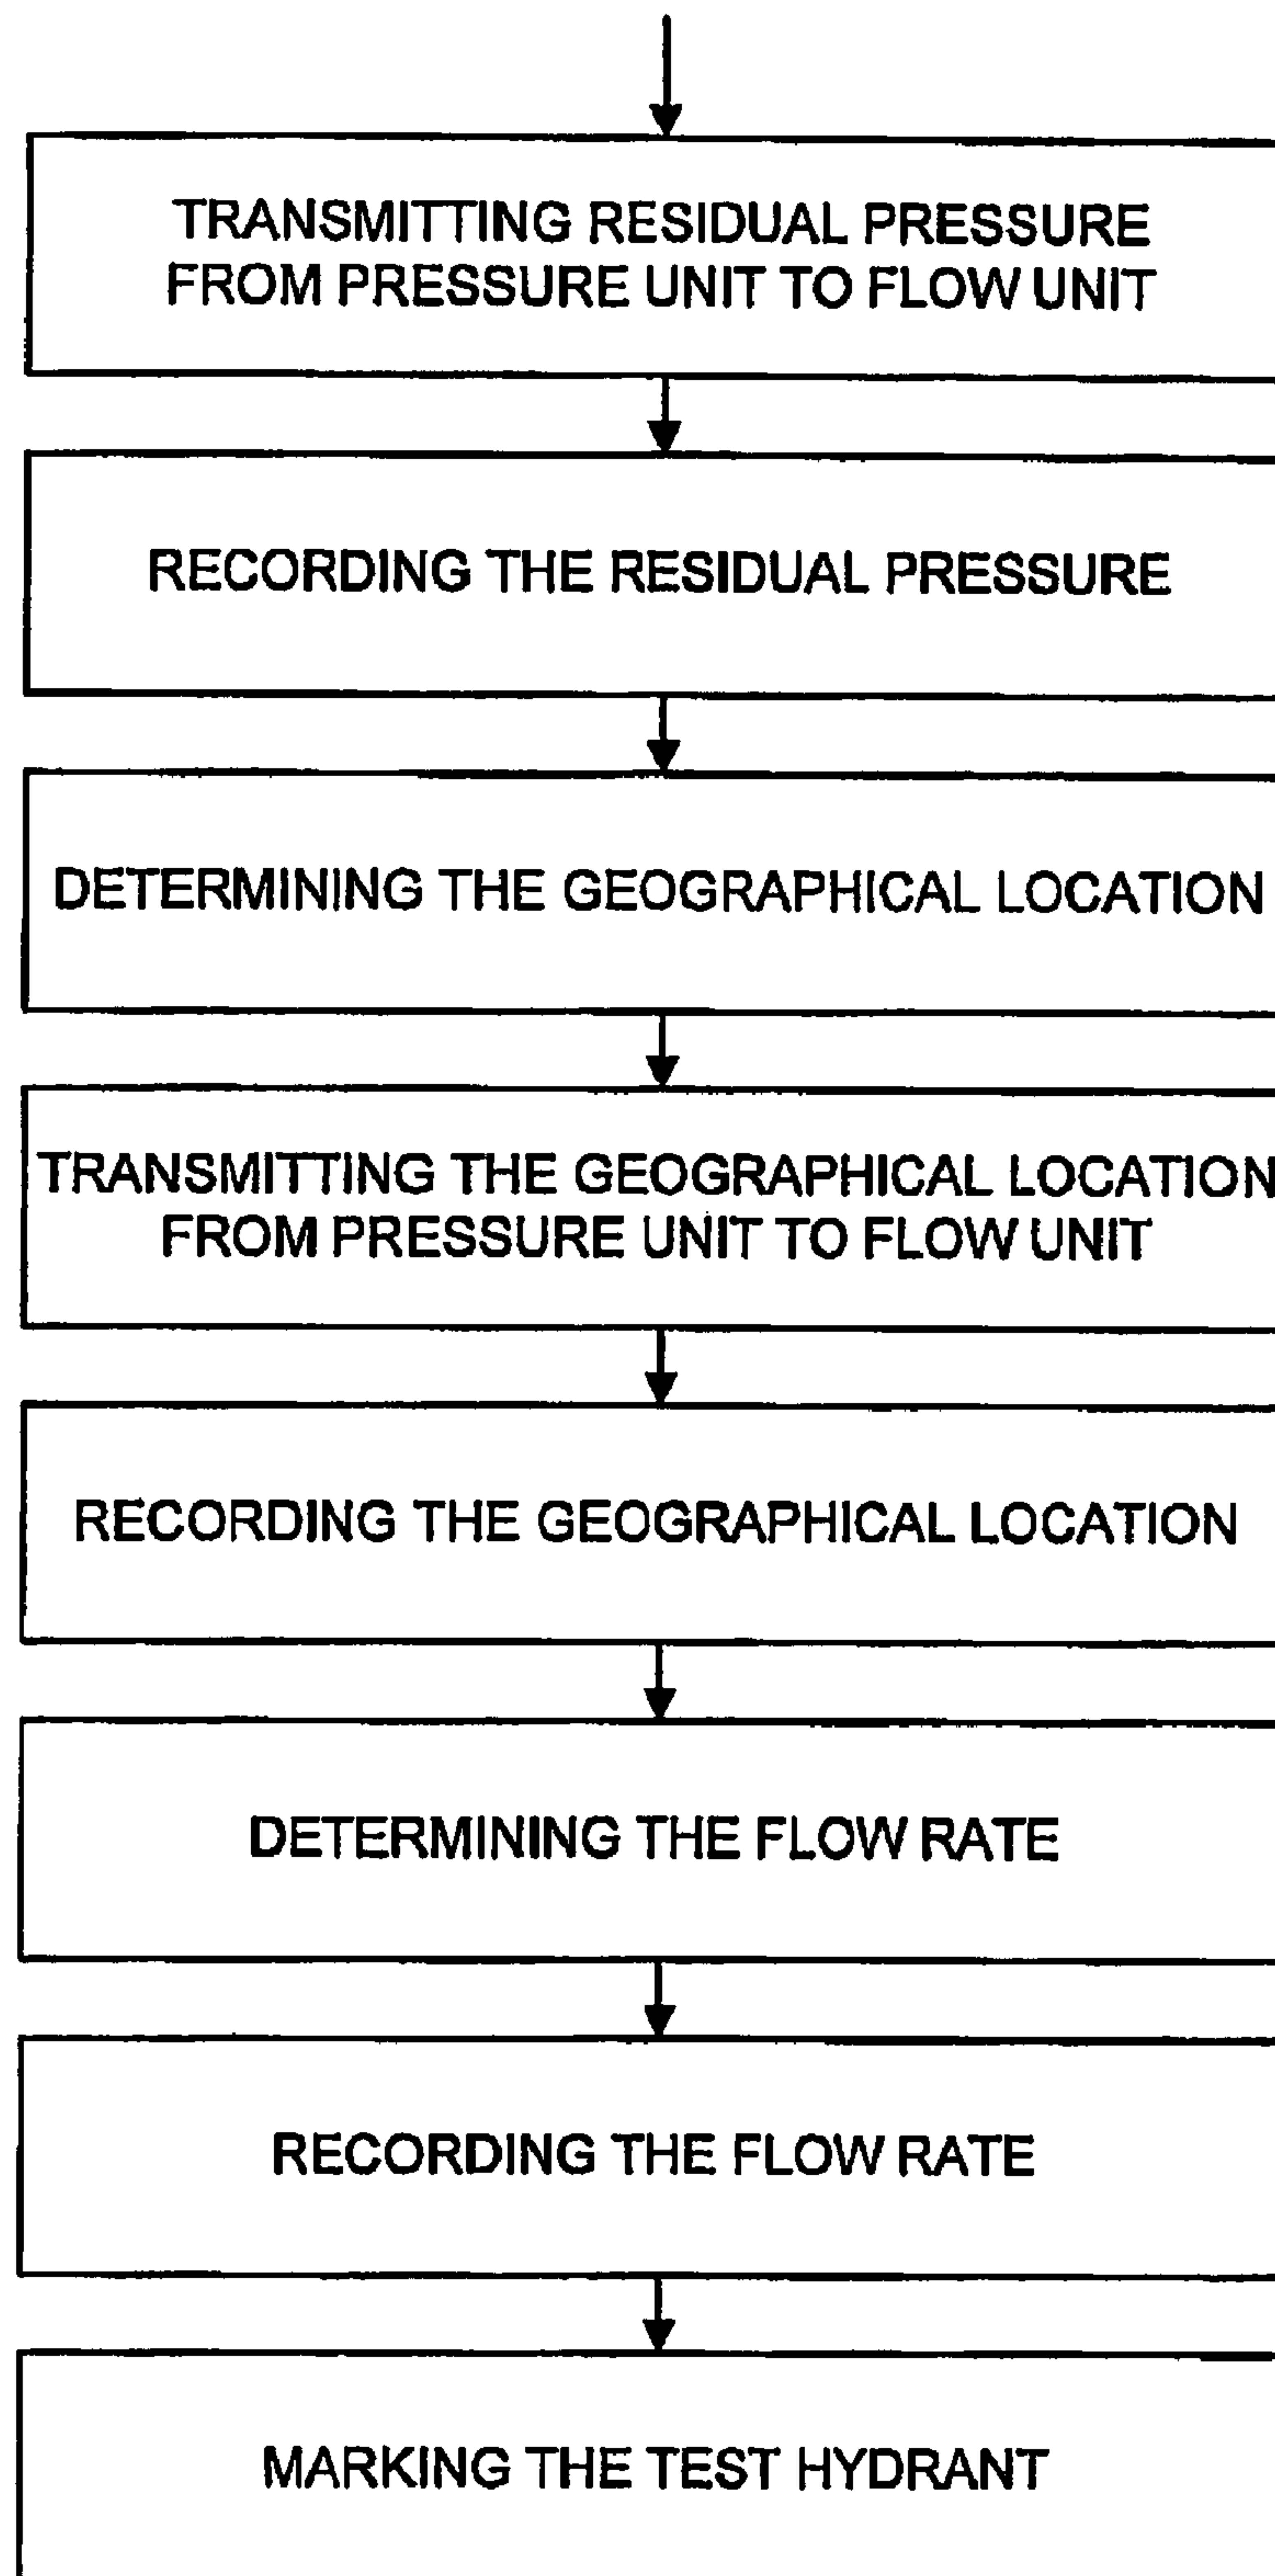 TRANSMITTING RESIDUAL PRESSURE
FROM PRESSURE UNIT TO FLOW UNIT
RECORDING THE RESIDUAL PRESSURE
DETERMINING THE GEOGRAPHICAL LOCATION
TRANSMITTING THE GEOGRAPHICAL LOCATION
FROM PRESSURE UNIT TO FLOW UNIT
RECORDING THE GEOGRAPHICAL LOCATION
DETERMINING THE FLOW RATE
RECORDING THE FLOW RATE
MARKING THE TEST HYDRANT